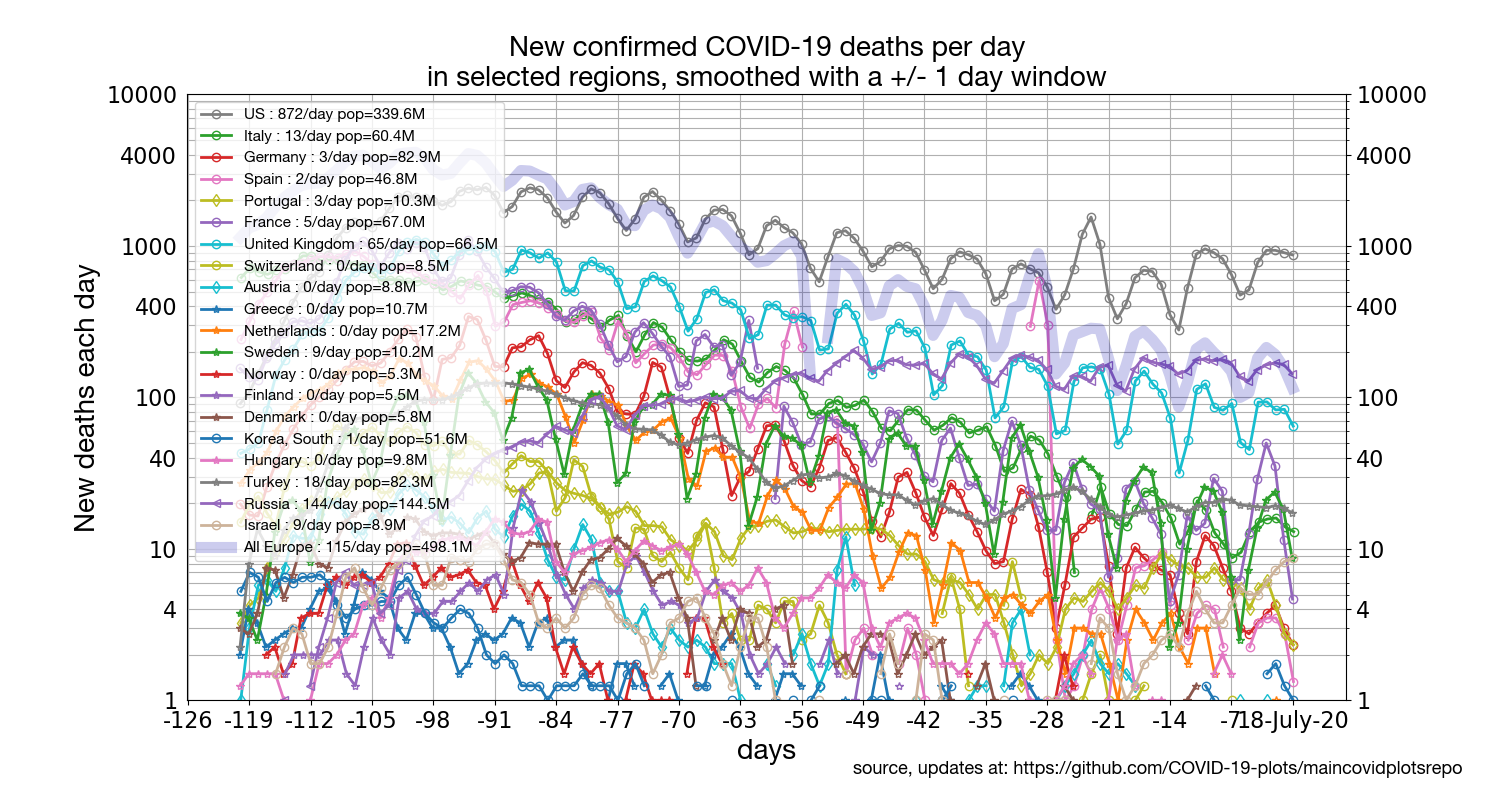 New confirmed COVID-19 deaths per day
in selected regions, smoothed with a +/- 1 day window
10000
4000
1000
400
100
40
10
4
1
New deaths each day
US : 872/day pop=339.6M
Italy : 13/day pop=60.4M
Germany : 3/day pop=82.9M
Spain : 2/day pop=46.8M
Portugal : 3/day pop=10.3M
France : 5/day pop=67.0M
United Kingdom : 65/day pop=66.5M
Switzerland : 0/day pop=8.5M
Austria : 0/day pop=8.8M
Greece : 0/day pop=10.7M
Netherlands : 0/day pop=17.2M
Sweden : 9/day pop=10.2M
Norway : 0/day pop=5.3M
Finland : 0/day pop=5.5M
Denmark : 0/day pop=5.8M
Korea, South : 1/day pop=51.6M
Hungary : 0/day pop=9.8M
Turkey : 18/day pop=82.3M
Russia : 144/day pop=144.5M
Israel : 9/day pop=8.9M
All Europe : 115/day pop=498.1M
10000
4000
1000
400
100
40
10
4
1
-126 -119 -112 -105 -98 -91 -84 -77 -70 -63 -56 -49 -42 -35 -28 -21 -14 -7 18-July-20
days
source, updates at: https://github.com/COVID-19-plots/maincovidplotsrepo